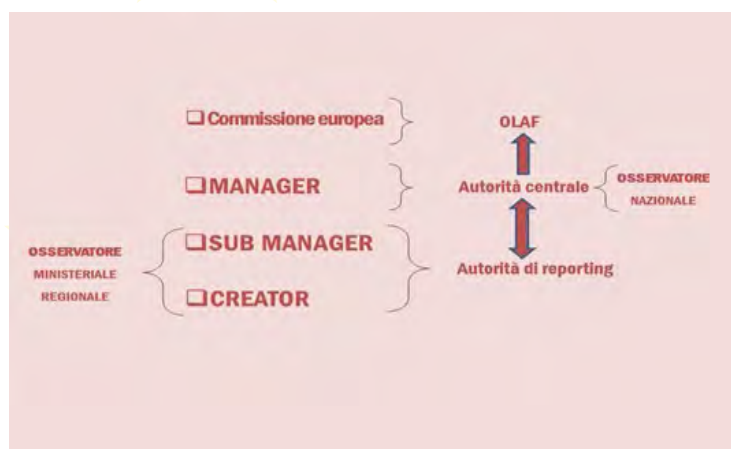 ❑Commissione europea
OLAF
❑MANAGER
Autorità centrale
OSSERVATORE
NAZIONALE
❑SUB MANAGER
OSSERVATORE
MINISTERIALE
REGIONALE
Autorità di reporting
❑CREATOR